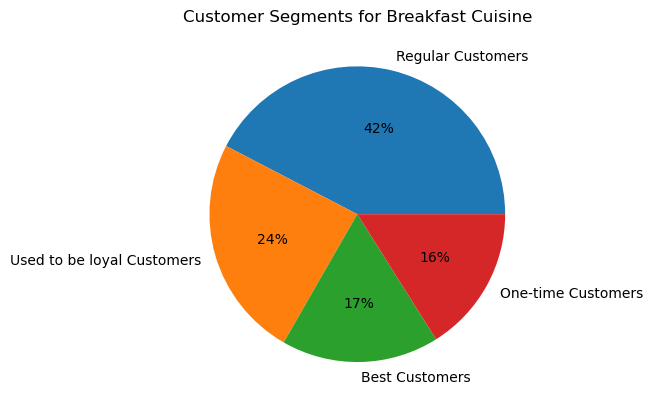 Customer Segments for Breakfast Cuisine
Regular Customers
42%
Used to be loyal Customers
24%
16%
One-time Customers
17%
Best Customers